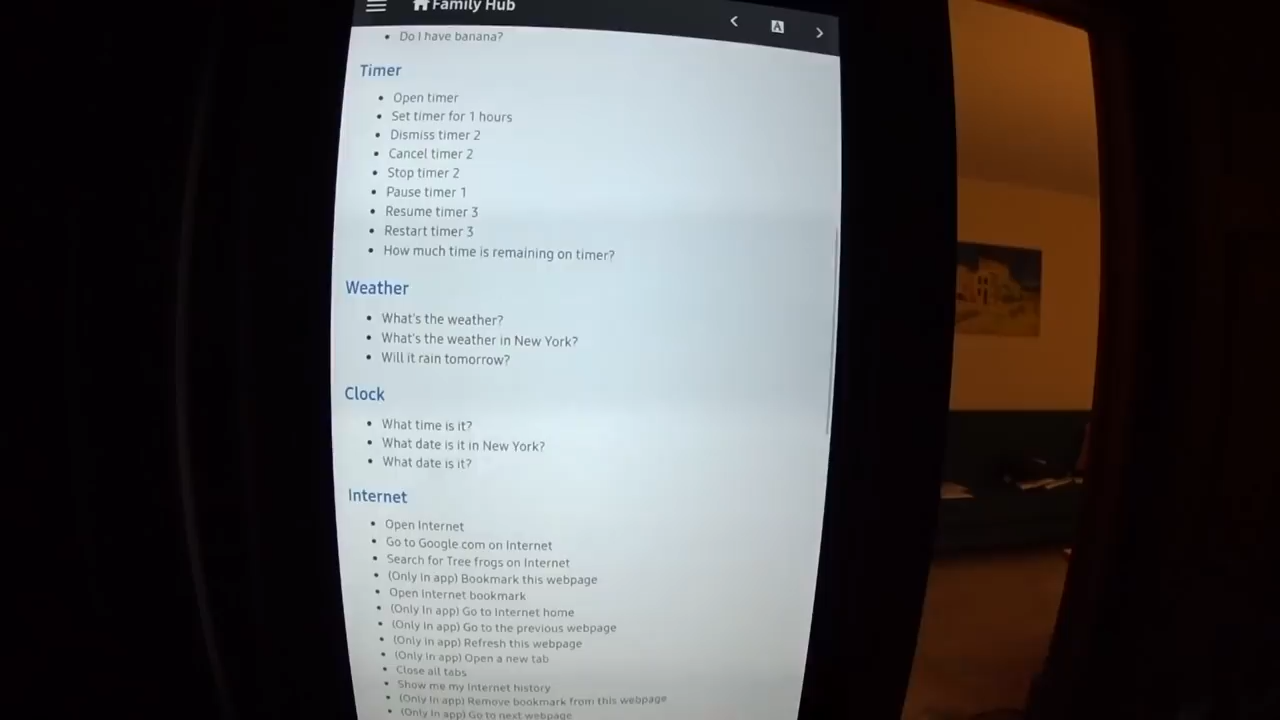 Family Hub
A
Do I have banana?
Timer
Open timer
Set timer for 1 hours
Dismiss timer 2
Cancel timer 2
Stop timer 2
Pause timer 1
Resume timer 3
Restart timer 3
How much time is remaining on timer?
Weather
What's the weather?
What's the weather in New York?
Will it rain tomorrow?
Clock
What time is it?
What date is it in New York?
What date is it?
Internet
Open Internet
Go to Google com on Internet
Search for Tree frogs on Internet
(Only in app) Bookmark this webpage
Open Internet bookmark
(Only in app) Go to Internet home
(Only in app) Go to the previous webpage
(Only in app) Refresh this webpage
(Only in app) Open a new tab
Close all tabs
Show me my Internet history
(Only in app) Remove bookmark from this webpage
(Only in app) Go to next webpage